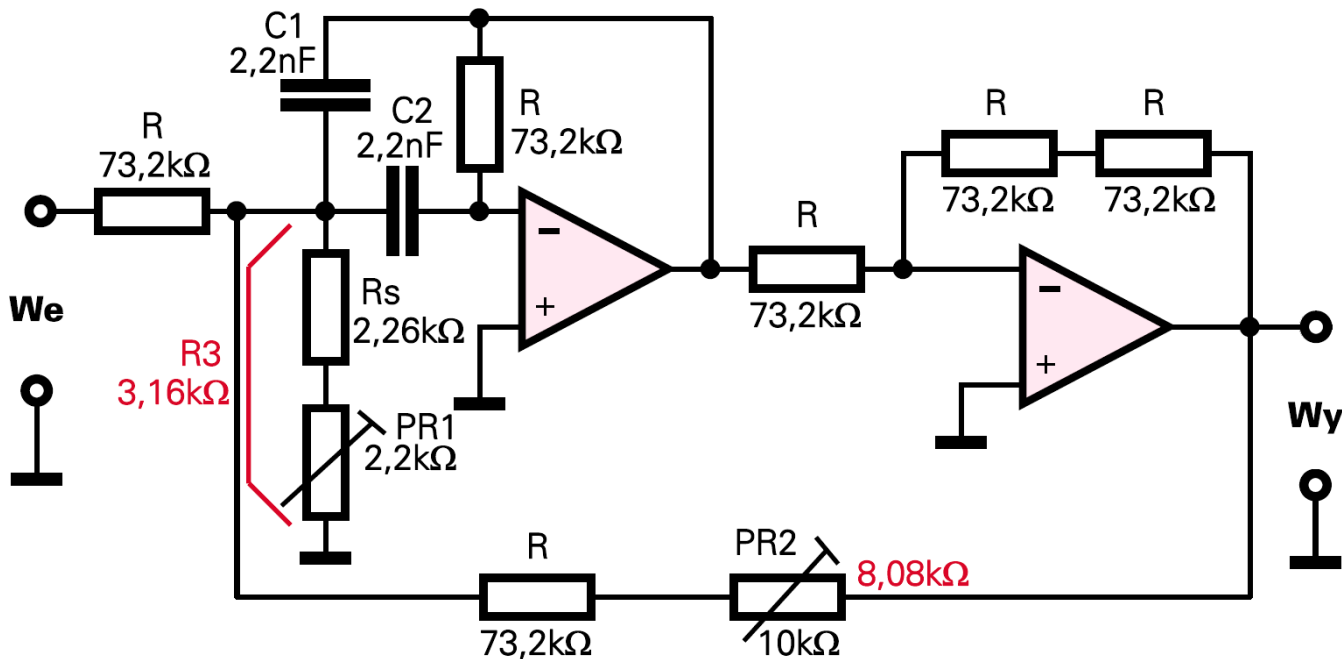 C1
2,2nF
R
73,2kΩ
C2
2,2nF
R
73,2kΩ
R
73,2kΩ
R
73,2kΩ
R
73,2kΩ
−
+
−
+
We
Rs
2,26kΩ
R3
3,16kΩ
PR1
2,2kΩ
Wy
R
73,2kΩ
PR2
10kΩ
8,08kΩ